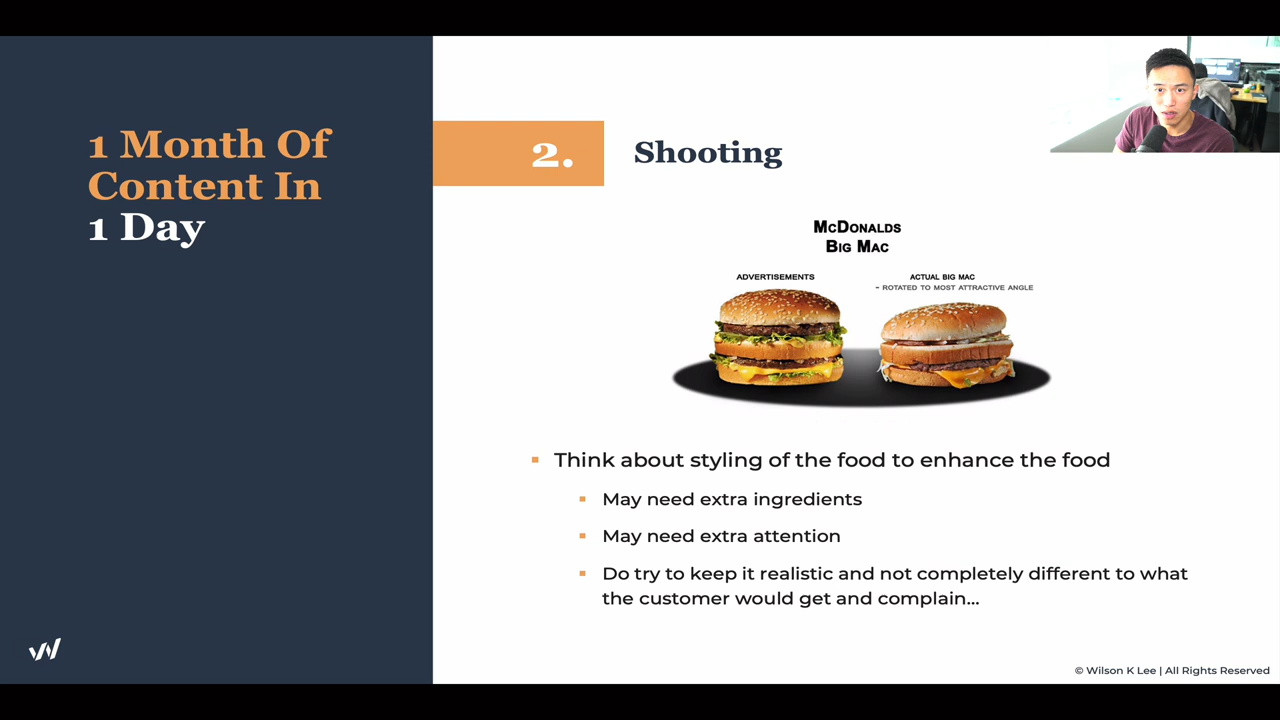 1 Month Of
Content In
1 Day
2.
Shooting
McDonalds
Big Mac
Advertisements
Actual Big Mac
- Rotated to most attractive angle
Think about styling of the food to enhance the food
May need extra ingredients
May need extra attention
Do try to keep it realistic and not completely different to what
the customer would get and complain...
© Wilson K Lee | All Rights Reserved